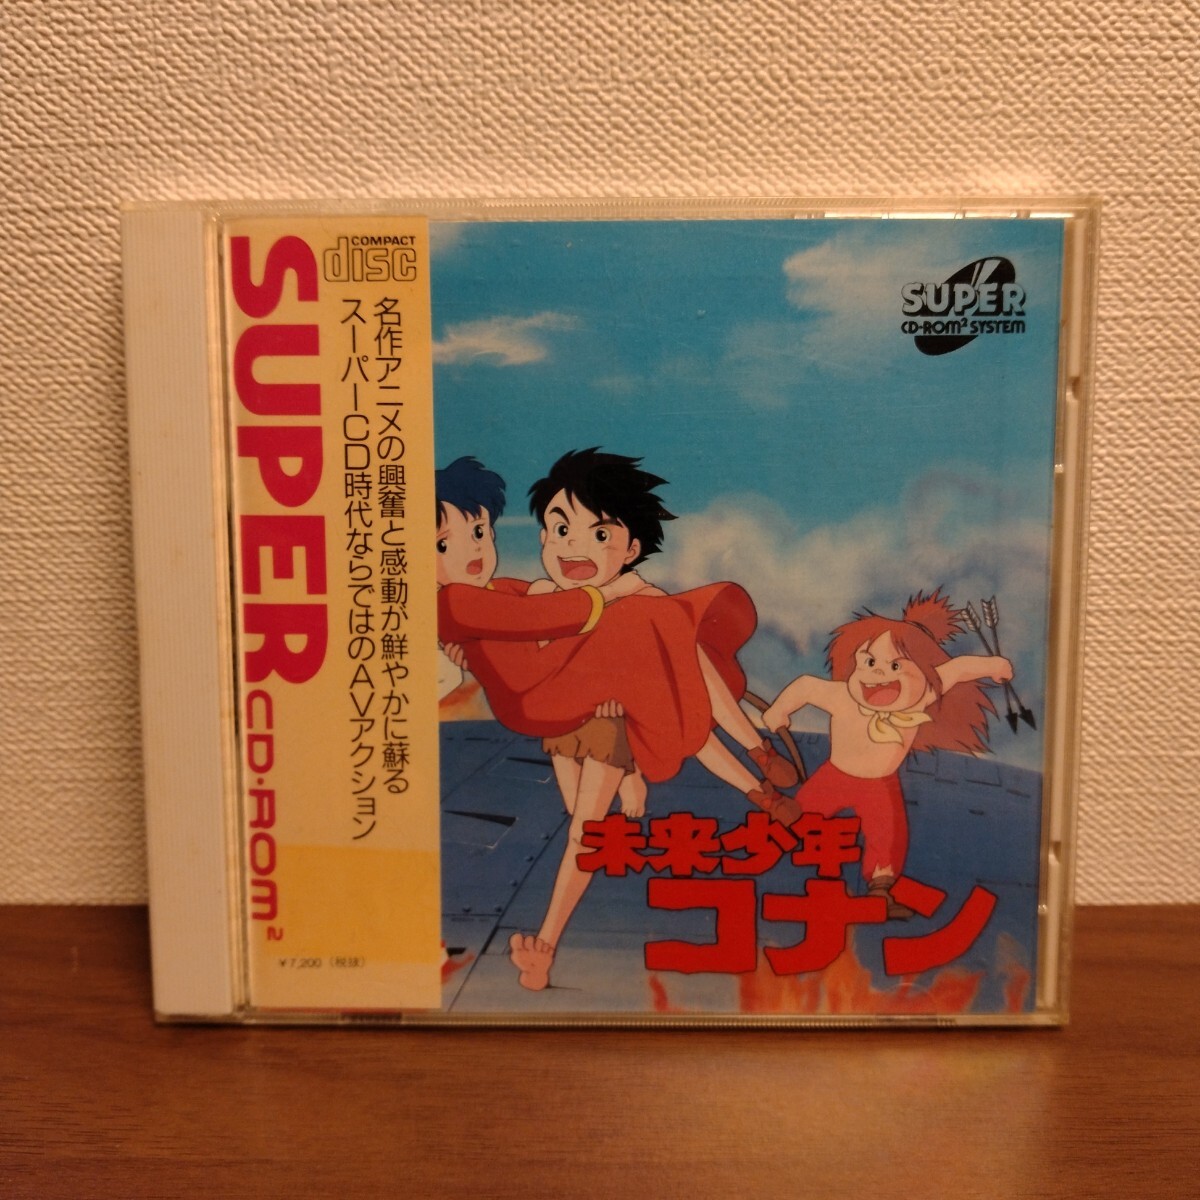 SUPER CD-ROM²
COMPACT
disc
名作アニメの興奮と感動が鮮やかに蘇る
スーパーCD時代ならではのAVアクション
¥7,200（税抜）
SUPER
CD-ROM² SYSTEM
未来少年
コナン